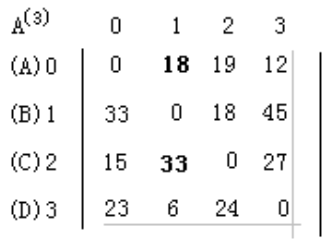 A(3) 0 1 2 3
(A) 0 0 18 19 12
(B) 1 33 0 18 45
(C) 2 15 33 0 27
(D) 3 23 6 24 0